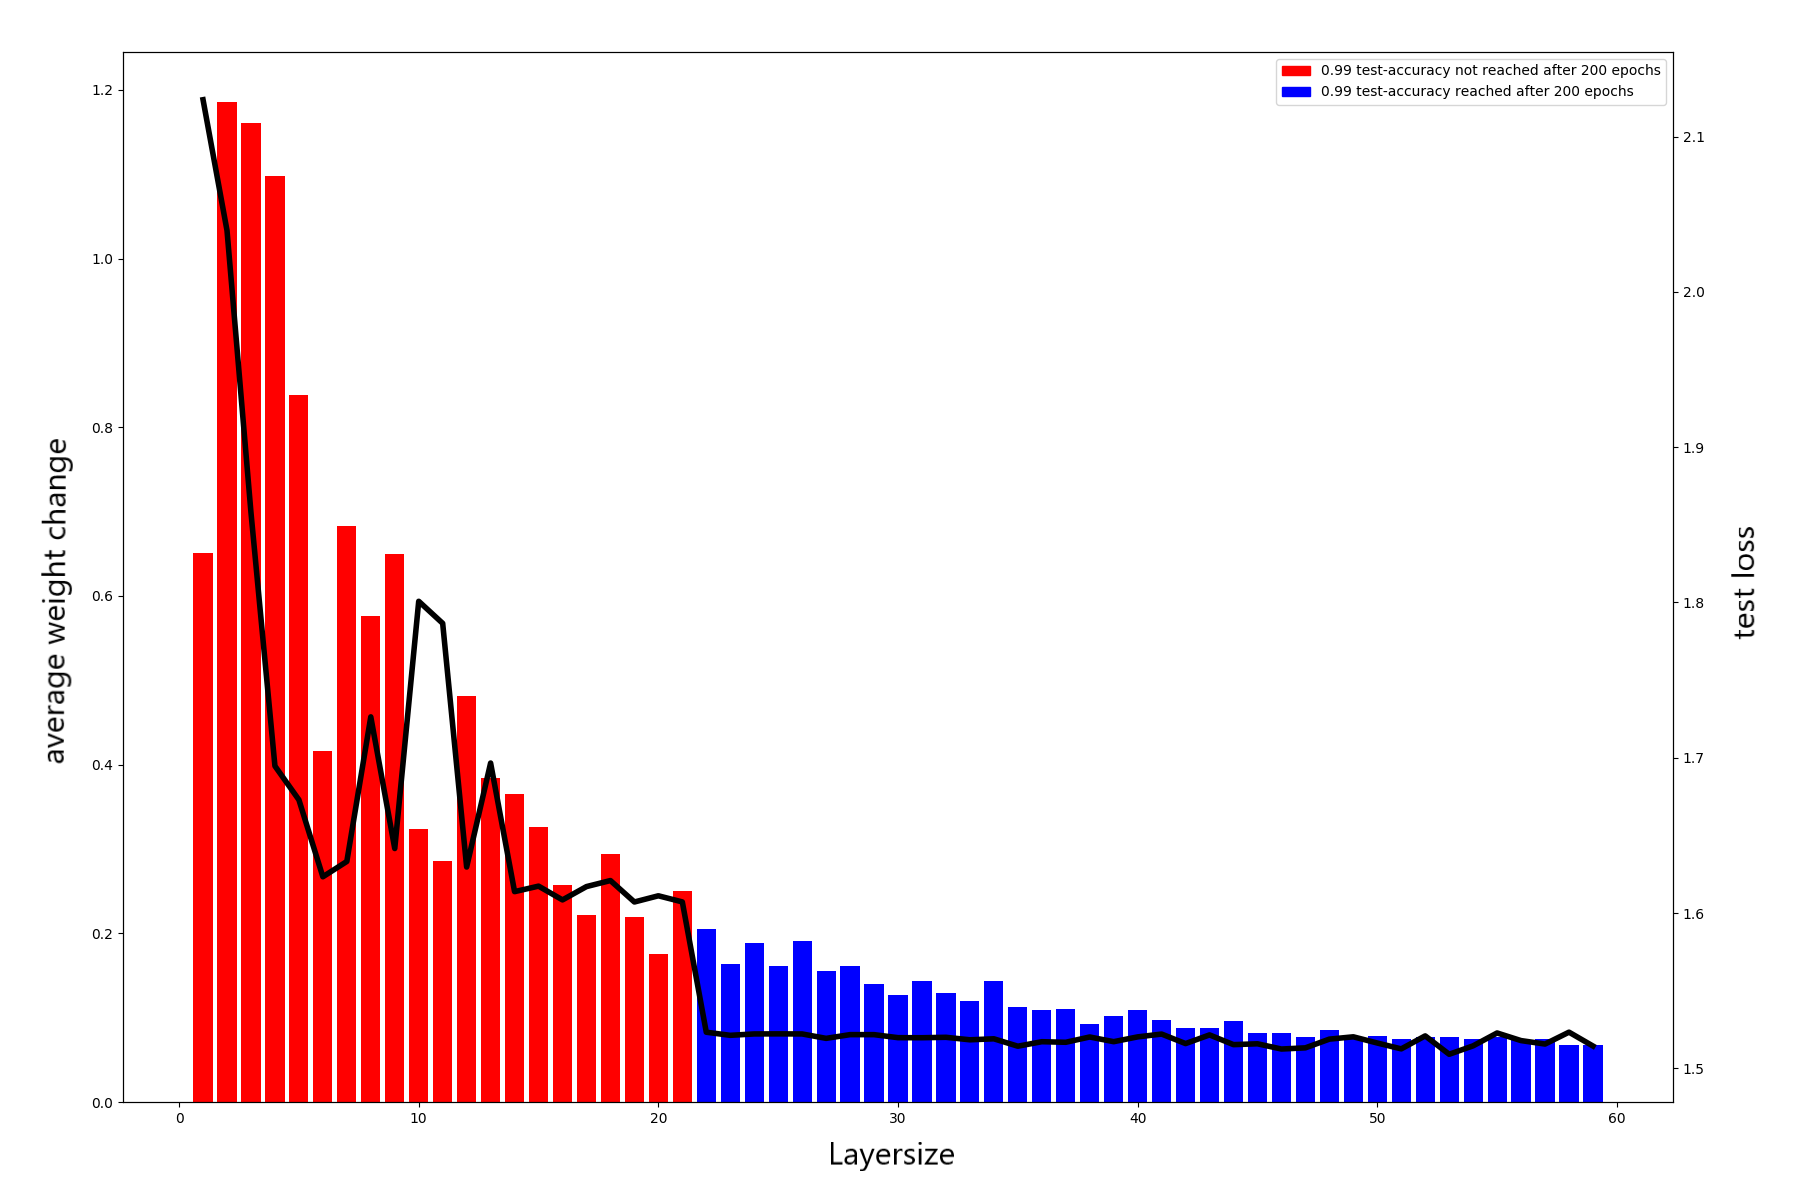 0.99 test-accuracy not reached after 200 epochs
0.99 test-accuracy reached after 200 epochs
1.2
1.0
0.8
0.6
0.4
0.2
0.0
average weight change
2.1
2.0
1.9
1.8
1.7
1.6
1.5
test loss
0 10 20 30 40 50 60
Layersize